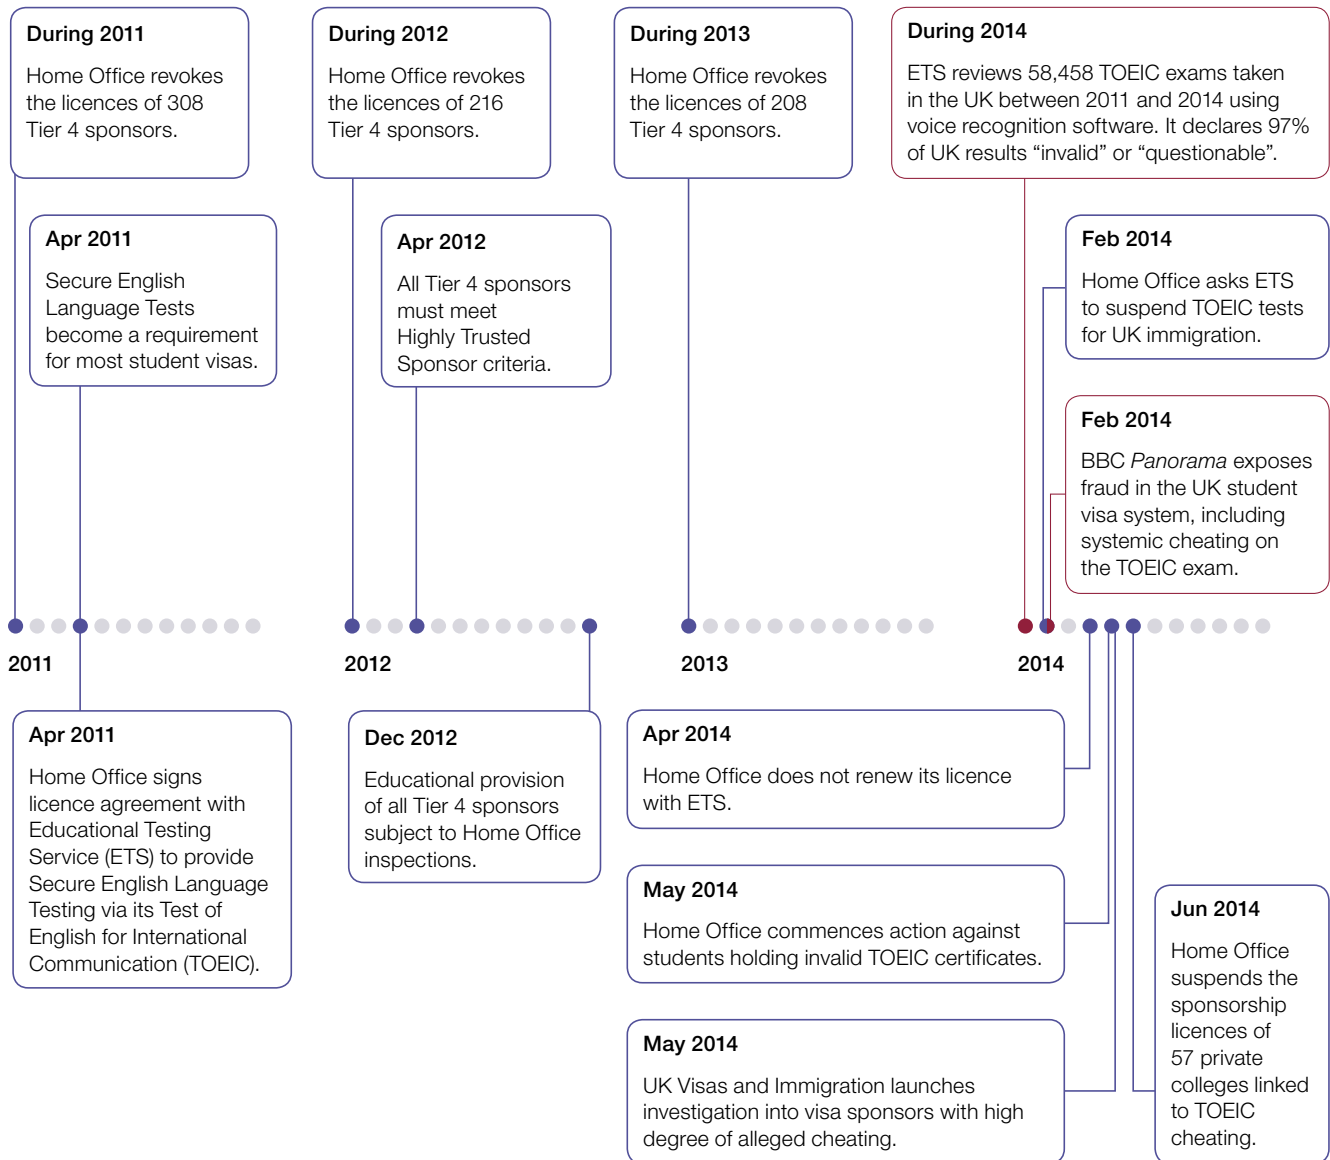 During 2011
Home Office revokes
the licences of 308
Tier 4 sponsors.
During 2012
Home Office revokes
the licences of 216
Tier 4 sponsors.
During 2013
Home Office revokes
the licences of 208
Tier 4 sponsors.
During 2014
ETS reviews 58,458 TOEIC exams taken
in the UK between 2011 and 2014 using
voice recognition software. It declares 97%
of UK results “invalid” or “questionable”.
Apr 2011
Secure English
Language Tests
become a requirement
for most student visas.
Apr 2012
All Tier 4 sponsors
must meet
Highly Trusted
Sponsor criteria.
Feb 2014
Home Office asks ETS
to suspend TOEIC tests
for UK immigration.
Feb 2014
BBC Panorama exposes
fraud in the UK student
visa system, including
systemic cheating on
the TOEIC exam.
2011
2012
2013
2014
Apr 2011
Home Office signs
licence agreement with
Educational Testing
Service (ETS) to provide
Secure English Language
Testing via its Test of
English for International
Communication (TOEIC).
Dec 2012
Educational provision
of all Tier 4 sponsors
subject to Home Office
inspections.
Apr 2014
Home Office does not renew its licence
with ETS.
May 2014
Home Office commences action against
students holding invalid TOEIC certificates.
May 2014
UK Visas and Immigration launches
investigation into visa sponsors with high
degree of alleged cheating.
Jun 2014
Home Office
suspends the
sponsorship
licences of
57 private
colleges linked
to TOEIC
cheating.